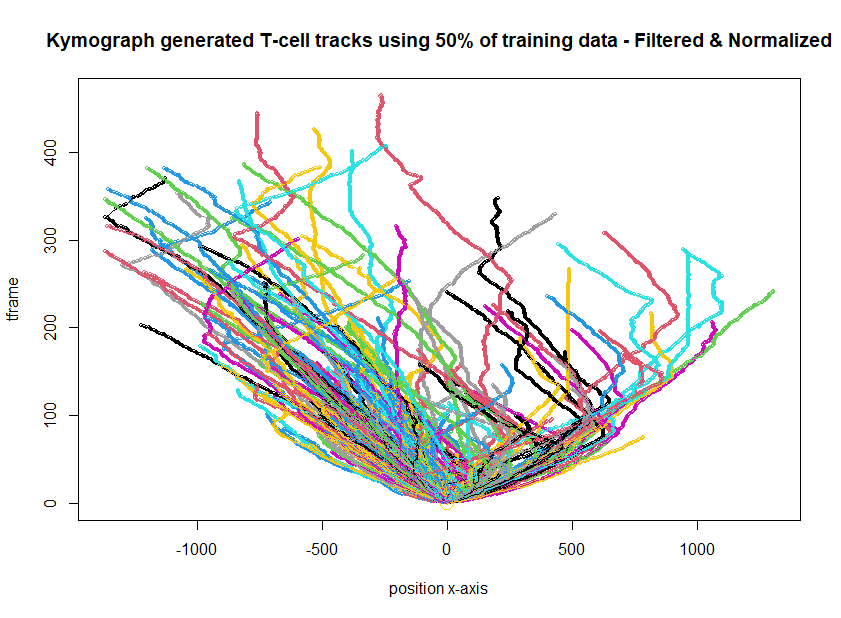 Kymograph generated T-cell tracks using 50% of training data - Filtered & Normalized
400
300
200
100
0
tframe
-1000 -500 0 500 1000
position x-axis